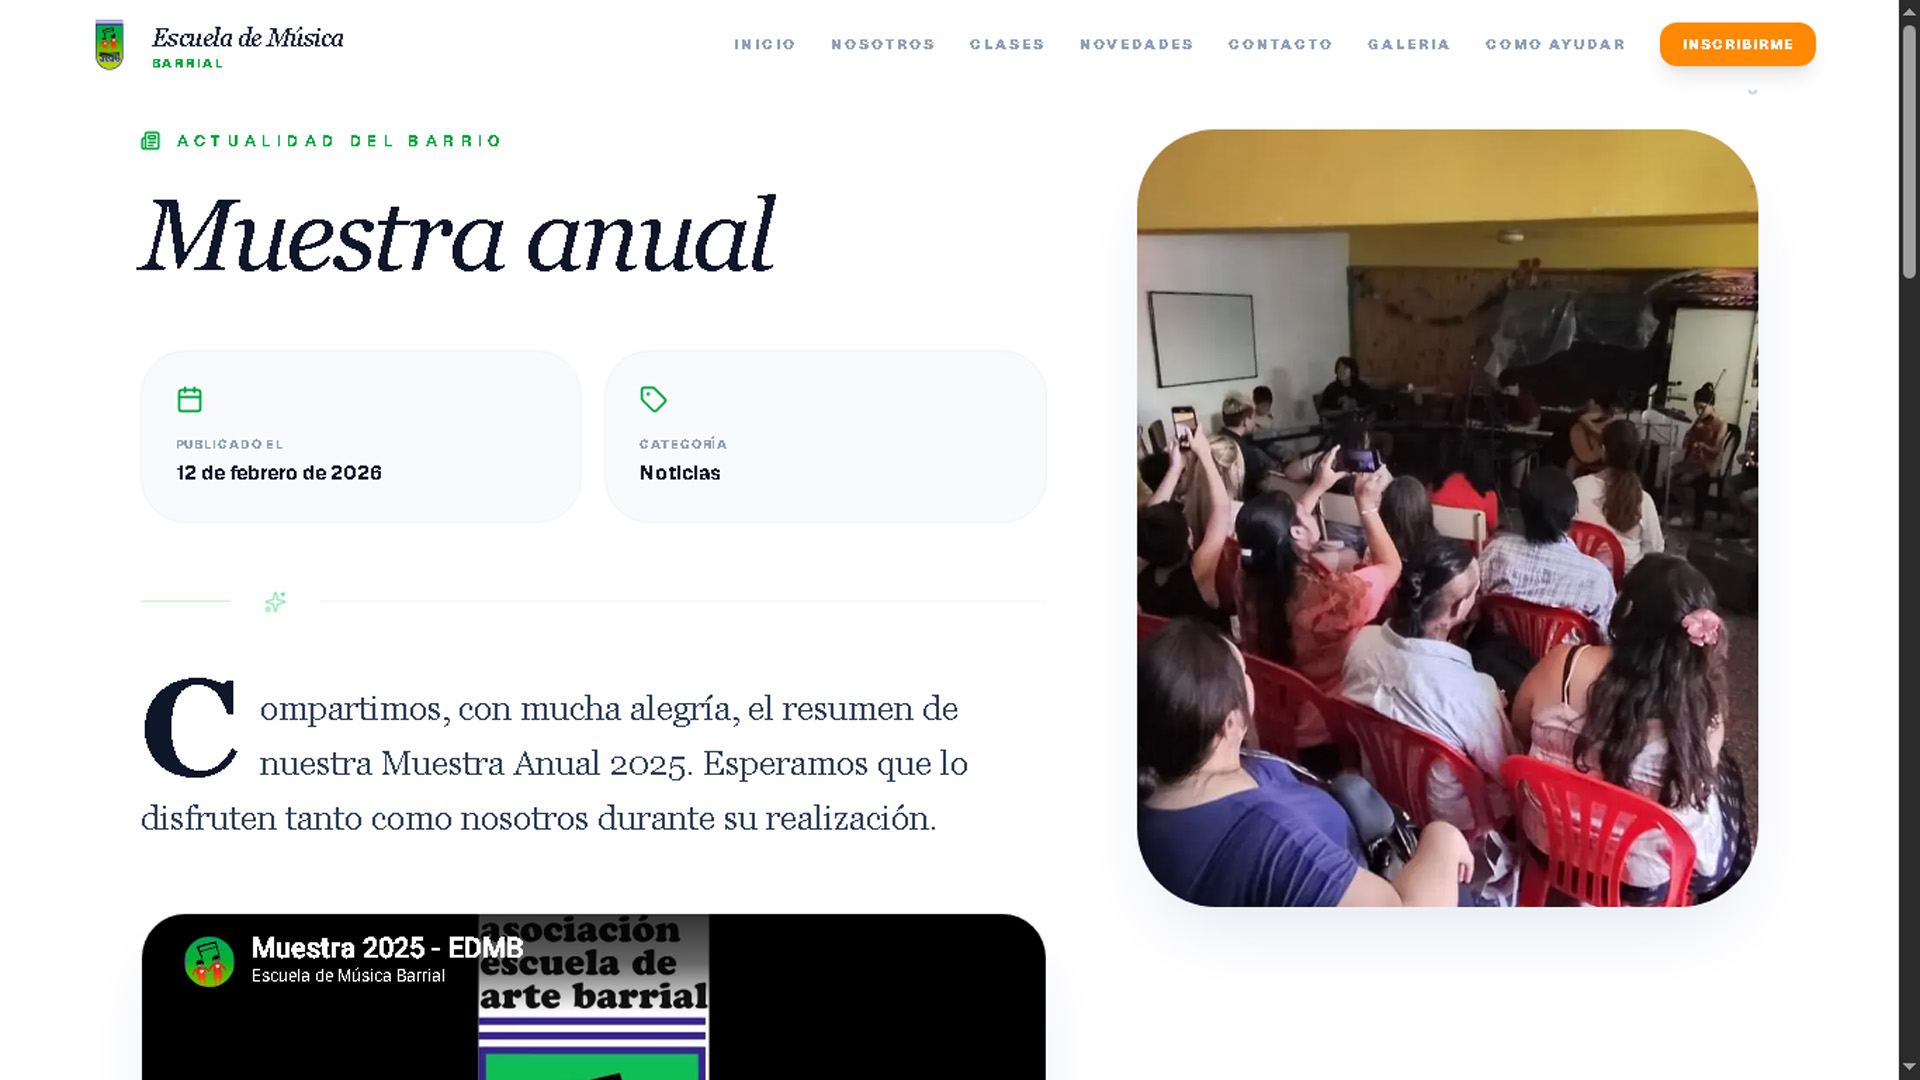 Escuela de Música
BARRIAL
INICIO
NOSOTROS
CLASES
NOVEDADES
CONTACTO
GALERIA
COMO AYUDAR
INSCRIBIRME
ACTUALIDAD DEL BARRIO
Muestra anual
PUBLICADO EL
12 de febrero de 2026
CATEGORÍA
Noticias
Compartimos, con mucha alegría, el resumen de
nuestra Muestra Anual 2025. Esperamos que lo
disfruten tanto como nosotros durante su realización.
Muestra 2025 - EDMB
Escuela de Música Barrial
asociación
escuela de
arte barrial